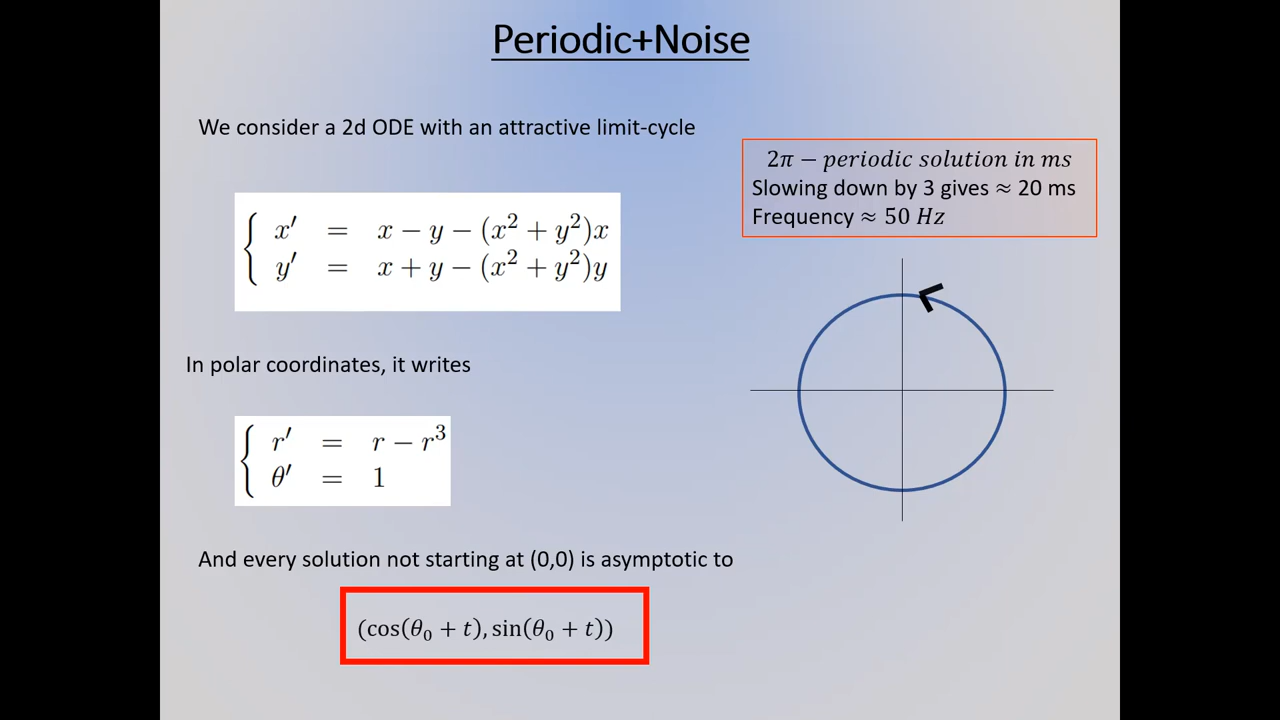 Periodic+Noise
We consider a 2d ODE with an attractive limit-cycle
2π − periodic solution in ms
Slowing down by 3 gives ≈ 20 ms
Frequency ≈ 50 Hz
x′ = x − y − (x² + y²)x
y′ = x + y − (x² + y²)y
In polar coordinates, it writes
r′ = r − r³
θ′ = 1
And every solution not starting at (0,0) is asymptotic to
(cos(θ₀ + t), sin(θ₀ + t))